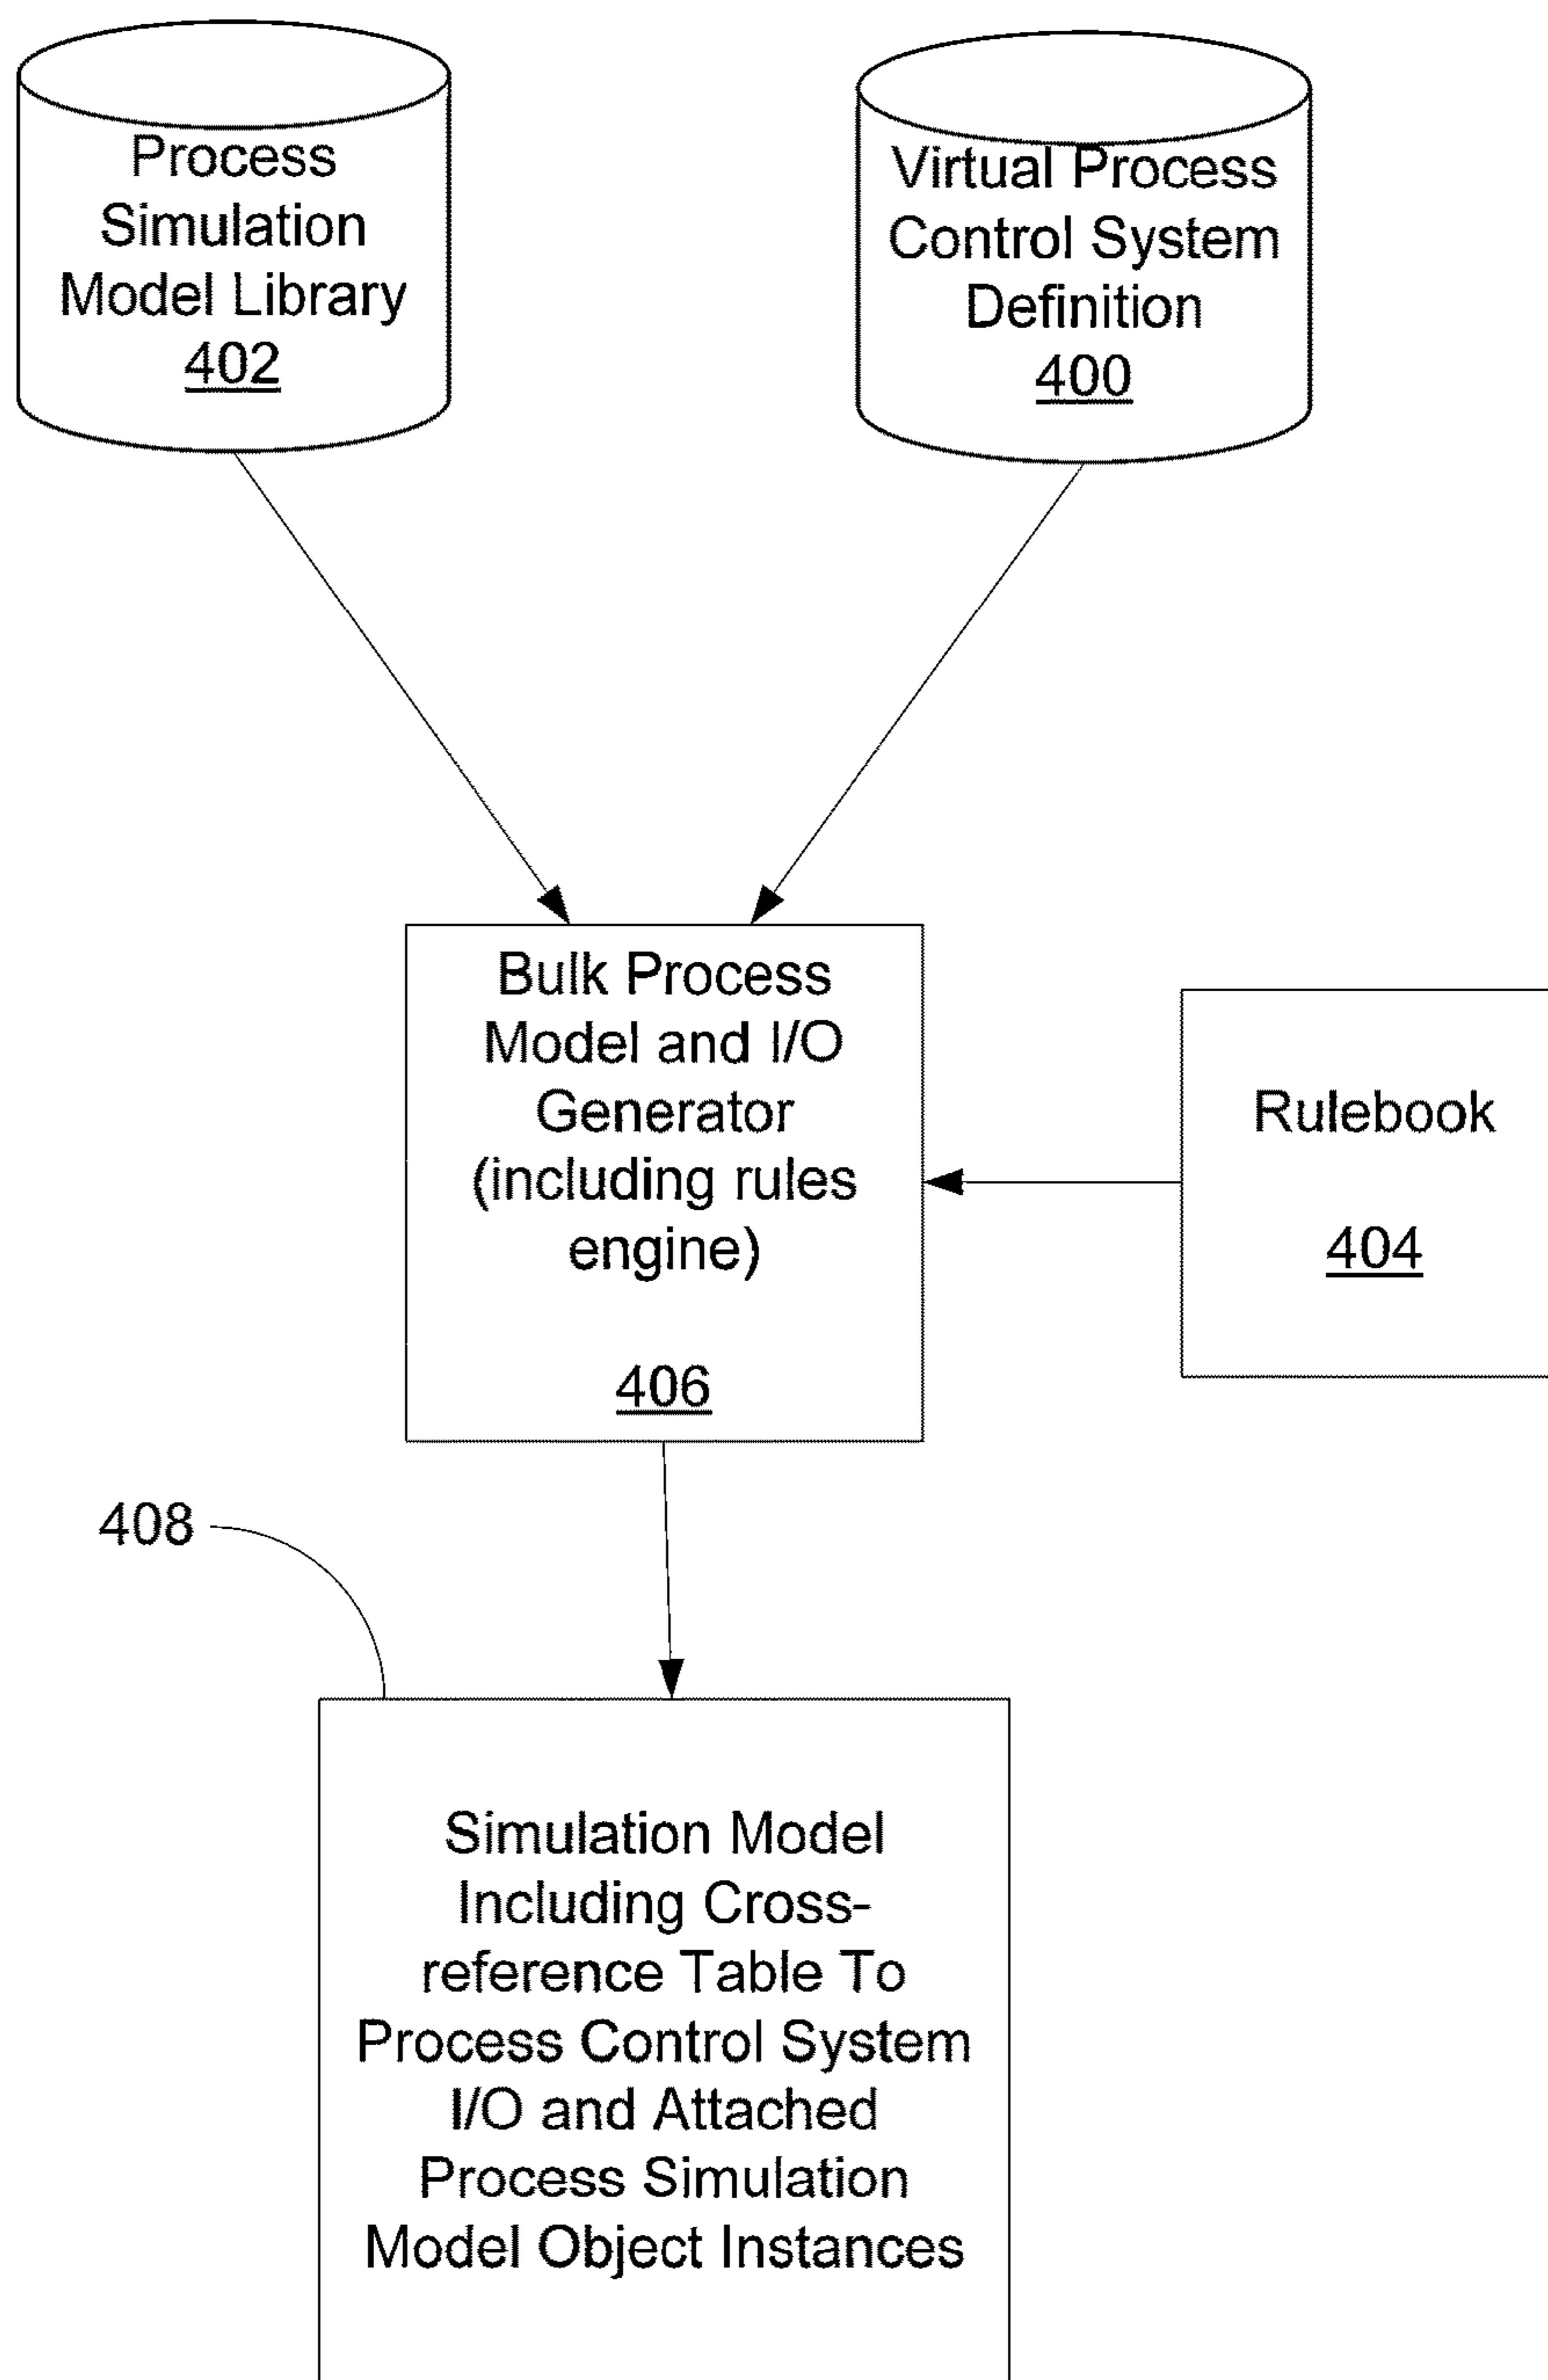 Process
Simulation
Model Library
402
Virtual Process
Control System
Definition
400
Bulk Process
Model and I/O
Generator
(including rules
engine)
406
Rulebook
404
408
Simulation Model
Including Cross-
reference Table To
Process Control System
I/O and Attached
Process Simulation
Model Object Instances